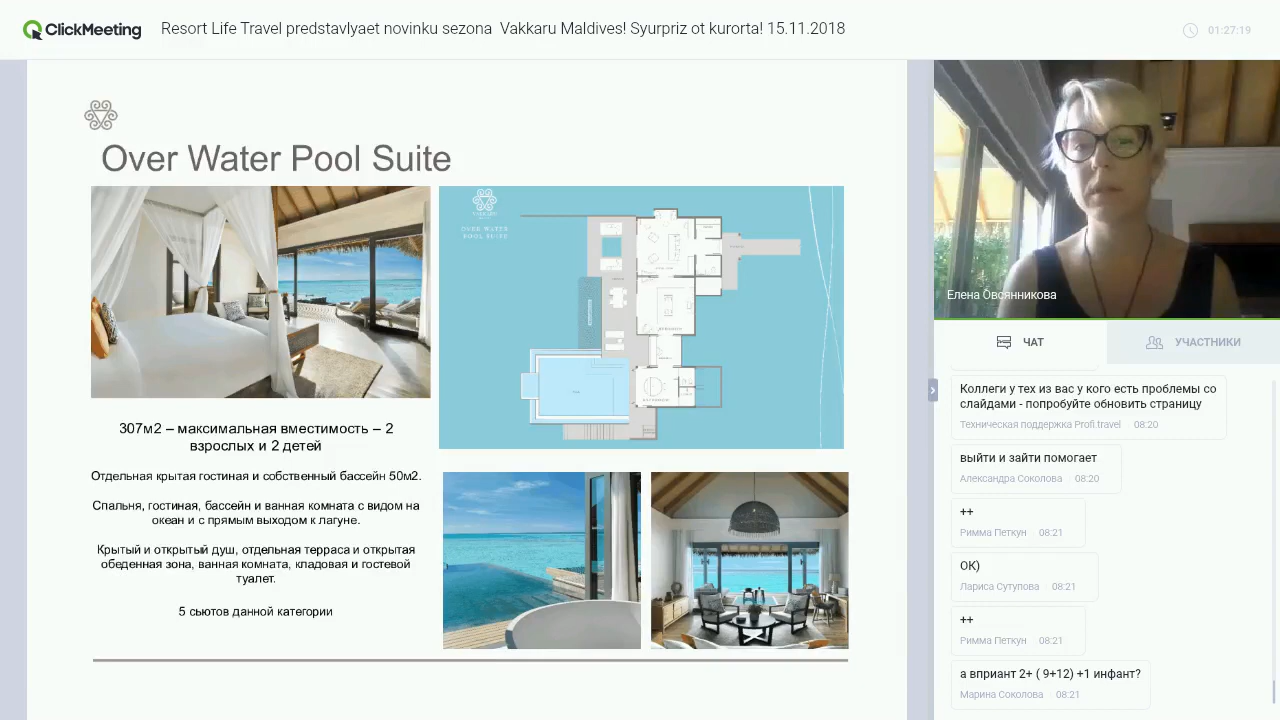 ClickMeeting
Resort Life Travel predstavlyaet novinku sezona  Vakkaru Maldives! Syurpriz ot kurorta! 15.11.2018
01:27:19
Over Water Pool Suite
OVER WATER
POOL SUITE
307м2 – максимальная вместимость – 2
взрослых и 2 детей
Отдельная крытая гостиная и собственный бассейн 50м2.
Спальня, гостиная, бассейн и ванная комната с видом на
океан и с прямым выходом к лагуне.
Крытый и открытый душ, отдельная терраса и открытая
обеденная зона, ванная комната, кладовая и гостевой
туалет.
5 сьютов данной категории
Елена Овсянникова
ЧАТ
УЧАСТНИКИ
Коллеги у тех из вас у кого есть проблемы со
слайдами - попробуйте обновить страницу
Техническая поддержка Profi.travel · 08:20
выйти и зайти помогает
Александра Соколова · 08:20
++
Римма Петкун · 08:21
ОК)
Лариса Сутупова · 08:21
++
Римма Петкун · 08:21
а вприант 2+ ( 9+12) +1 инфант?
Марина Соколова · 08:21